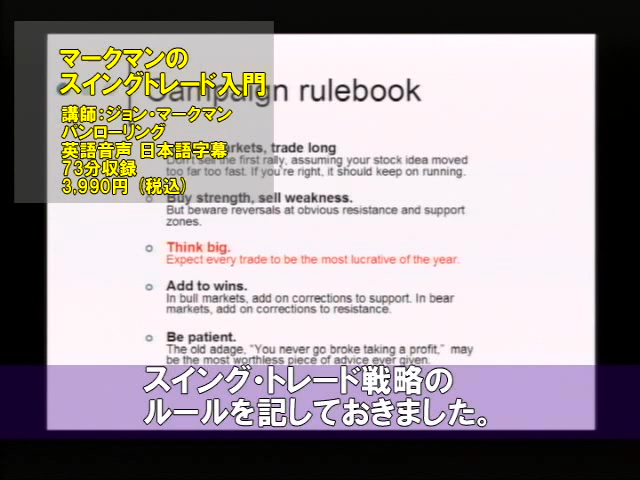 マークマンの
スイングトレード入門
講師:ジョン・マークマン
パンローリング
英語音声 日本語字幕
73分収録
3,990円 (税込)
Campaign rulebook
markets, trade long
Don't sell the first rally, assuming your stock idea moved
too far too fast. If you're right, it should keep on running.
Buy strength, sell weakness.
But beware reversals at obvious resistance and support
zones.
Think big.
Expect every trade to be the most lucrative of the year.
Add to wins.
In bull markets, add on corrections to support. In bear
markets, add on corrections to resistance.
Be patient.
The old adage, “You never go broke taking a profit,” may
be the most worthless piece of advice ever given.
スイング・トレード戦略の
ルールを記しておきました。